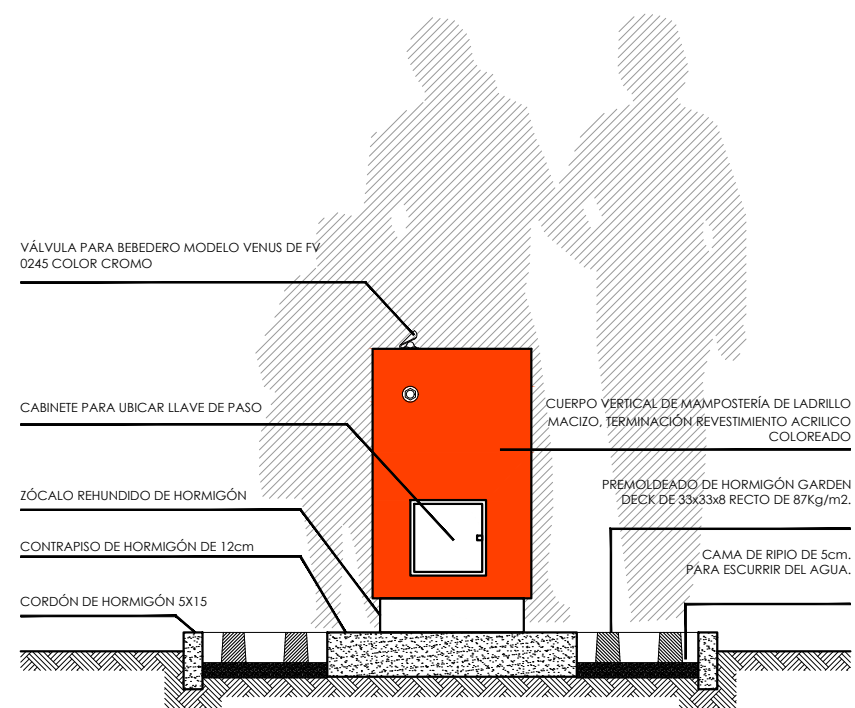 VÁLVULA PARA BEBEDERO MODELO VENUS DE FV
0245 COLOR CROMO
CABINETE PARA UBICAR LLAVE DE PASO
ZÓCALO REHUNDIDO DE HORMIGÓN
CONTRAPISO DE HORMIGÓN DE 12cm
CORDÓN DE HORMIGÓN 5X15
CUERPO VERTICAL DE MAMPOSTERÍA DE LADRILLO
MACIZO, TERMINACIÓN REVESTIMIENTO ACRILICO
COLOREADO
PREMOLDEADO DE HORMIGÓN GARDEN
DECK DE 33x33x8 RECTO DE 87Kg/m2.
CAMA DE RIPIO DE 5cm.
PARA ESCURRIR DEL AGUA.